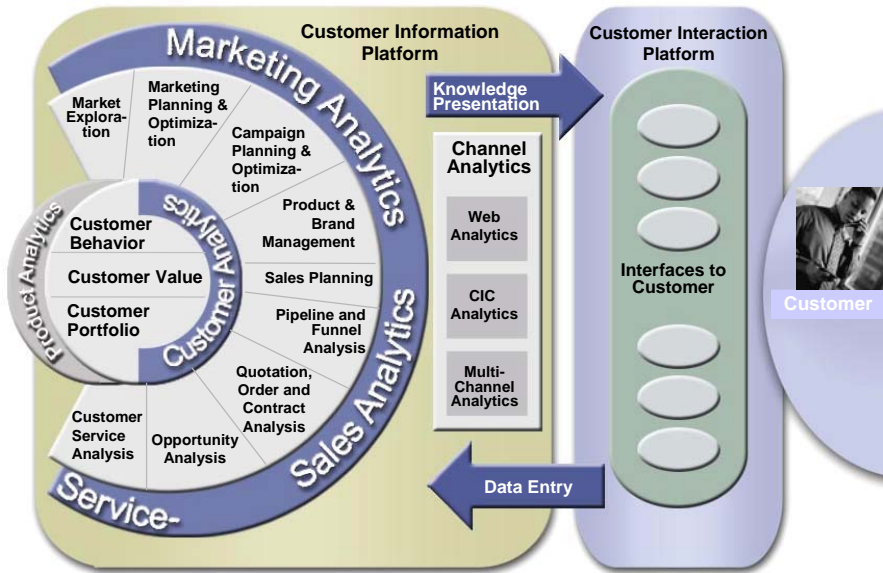 Customer Information
Platform
Customer Interaction
Platform
Marketing Analytics
Market
Explora-
tion
Marketing
Planning &
Optimiza-
tion
Campaign
Planning &
Optimiza-
tion
Product &
Brand
Management
Sales Planning
Pipeline and
Funnel
Analysis
Quotation,
Order and
Contract
Analysis
Opportunity
Analysis
Customer
Service
Analysis
Sales Analytics
Service-
Product Analytics
Customer Analytics
Analytics
Customer
Behavior
Customer Value
Customer
Portfolio
Knowledge
Presentation
Channel
Analytics
Web
Analytics
CIC
Analytics
Multi-
Channel
Analytics
Data Entry
Interfaces to
Customer
Customer